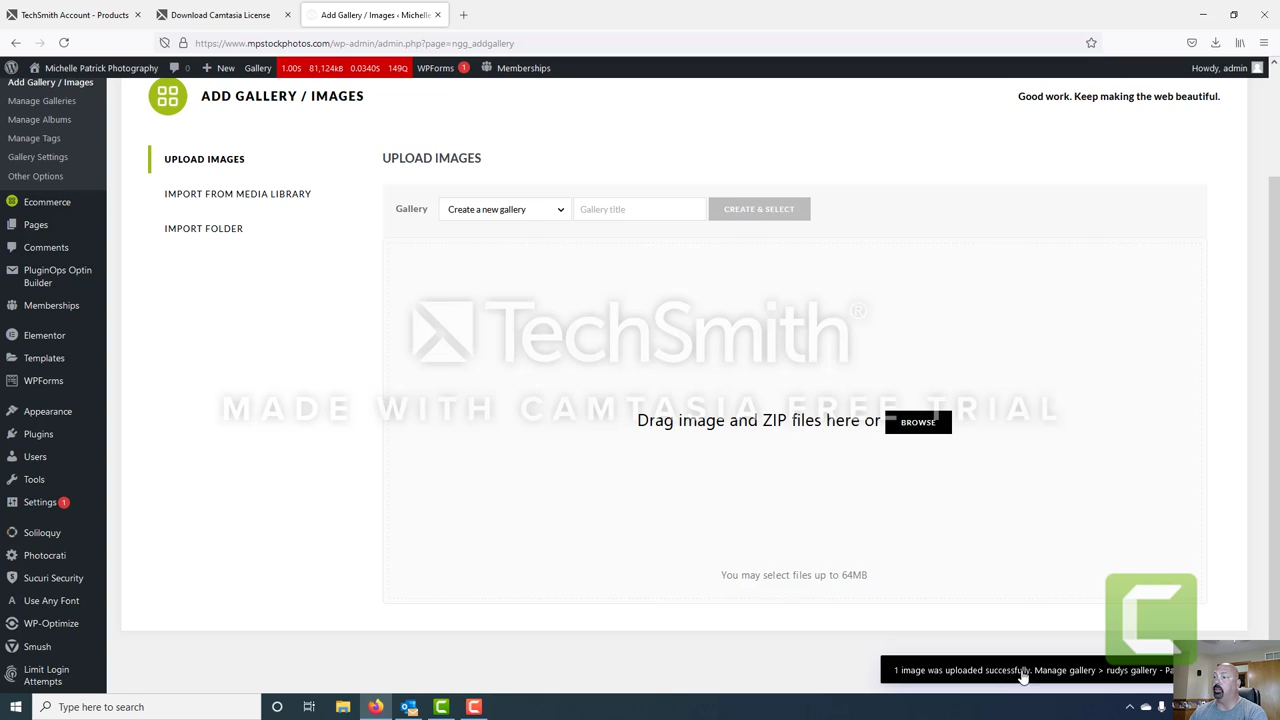 TechSmith Account - Products
Download Camtasia License
Add Gallery / Images ‹ Michelle
https://www.mpstockphotos.com/wp-admin/admin.php?page=ngg_addgallery
Michelle Patrick Photography 0 New Gallery 1.00S 81,124kB 0.0340S 149Q WPForms 1 Memberships Howdy, admin
Add Gallery / Images
Manage Galleries
Manage Albums
Manage Tags
Gallery Settings
Other Options
Ecommerce
Pages
Comments
PluginOps Optin
Builder
Memberships
Elementor
Templates
WPForms
Appearance
Plugins
Users
Tools
Settings 1
Soliloquy
Photocrati
Sucuri Security
Use Any Font
WP-Optimize
Smush
Limit Login
Attempts
ADD GALLERY / IMAGES
Good work. Keep making the web beautiful.
UPLOAD IMAGES
IMPORT FROM MEDIA LIBRARY
IMPORT FOLDER
UPLOAD IMAGES
Gallery Create a new gallery Gallery title CREATE & SELECT
TechSmith®
MADE WITH CAMTASIA FREE TRIAL
Drag image and ZIP files here or BROWSE
You may select files up to 64MB
1 image was uploaded successfully. Manage gallery > rudys gallery - Pa
Type here to search